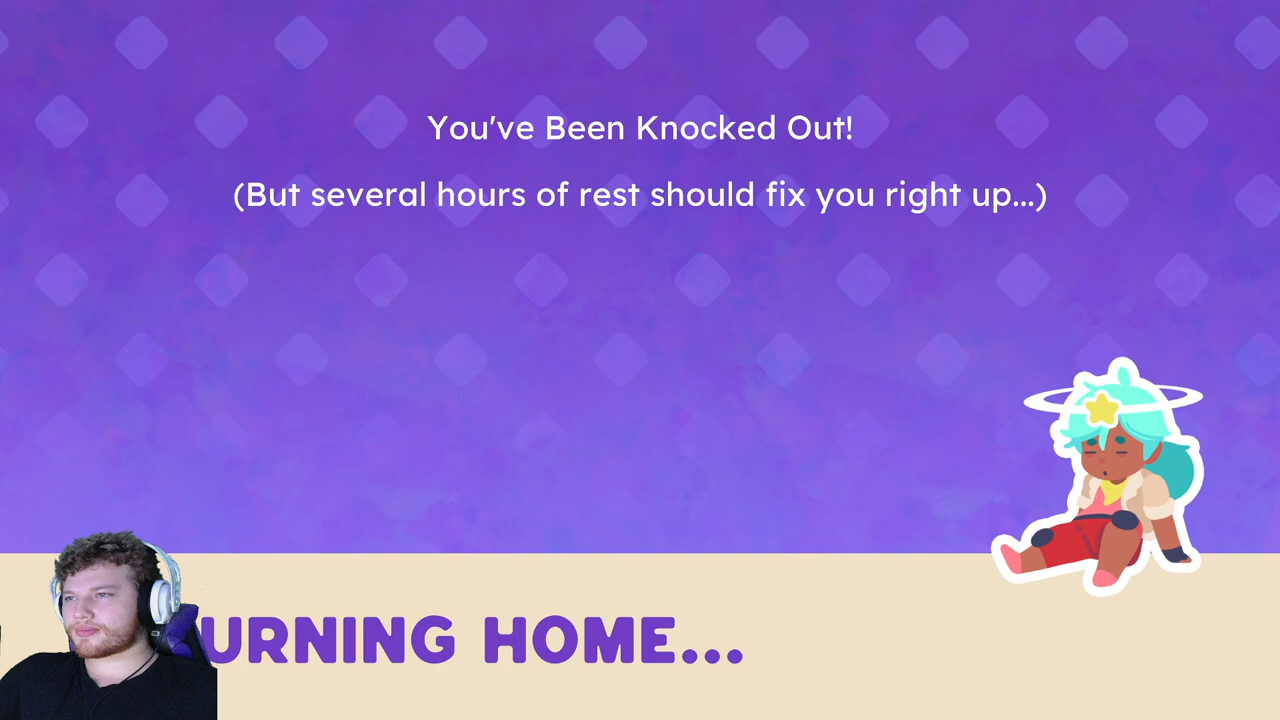 You've Been Knocked Out!
(But several hours of rest should fix you right up...)
URNING HOME...